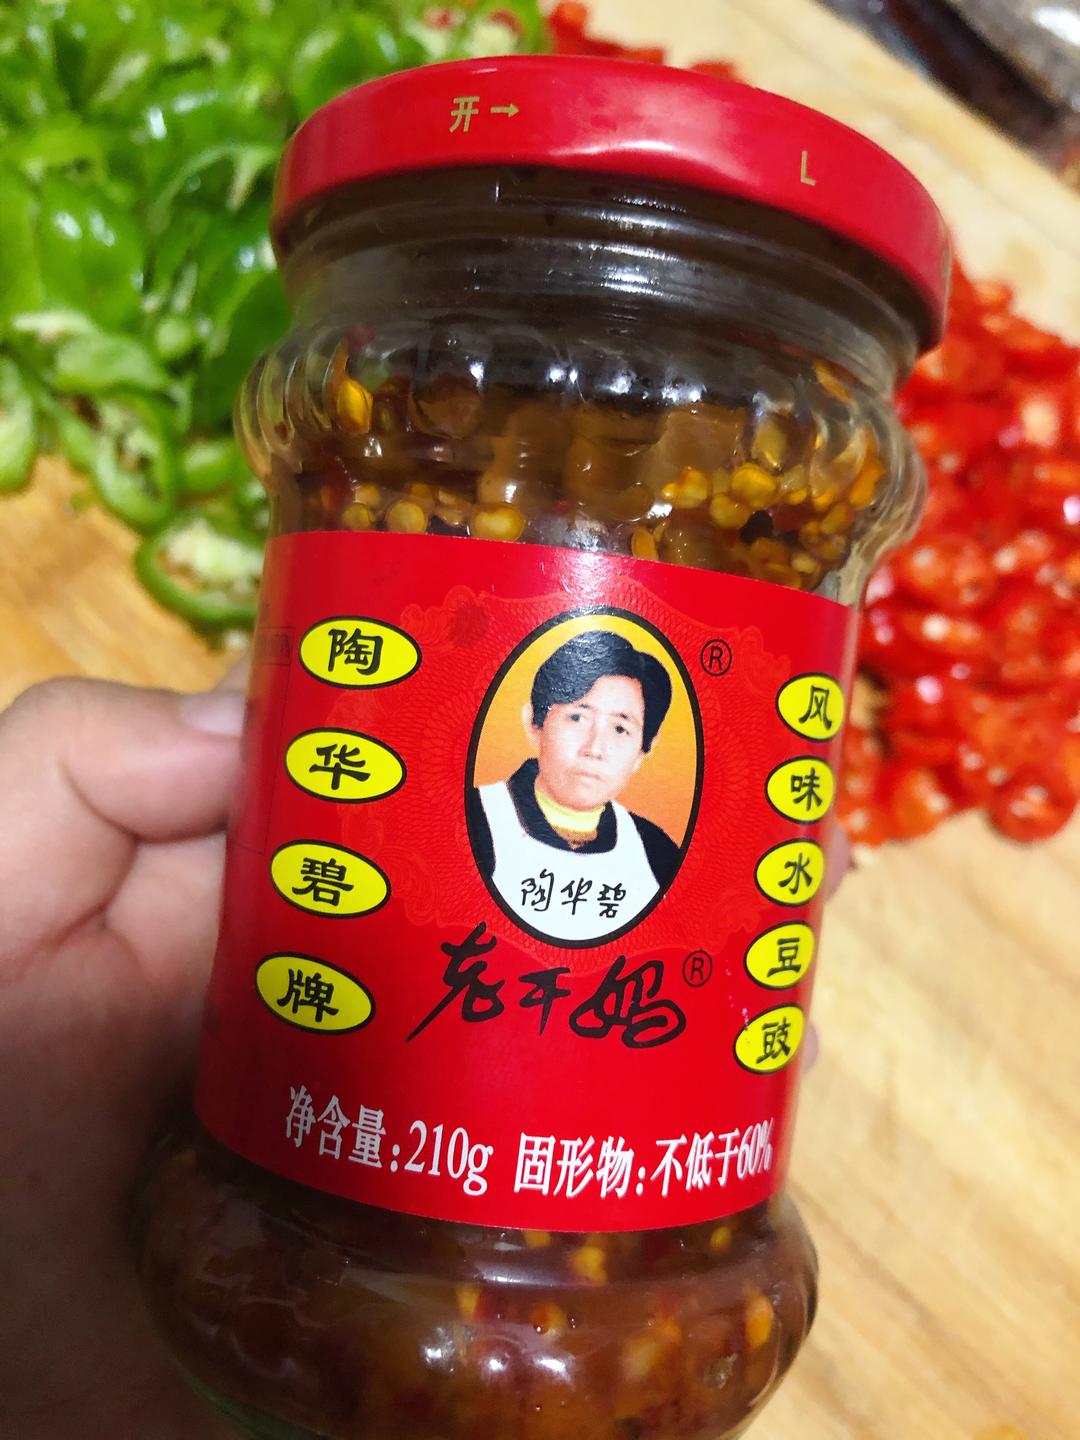 开→
L
陶华碧牌
陶华碧
®
老干妈®
风味水豆豉
净含量:210g 固形物:不低于60%